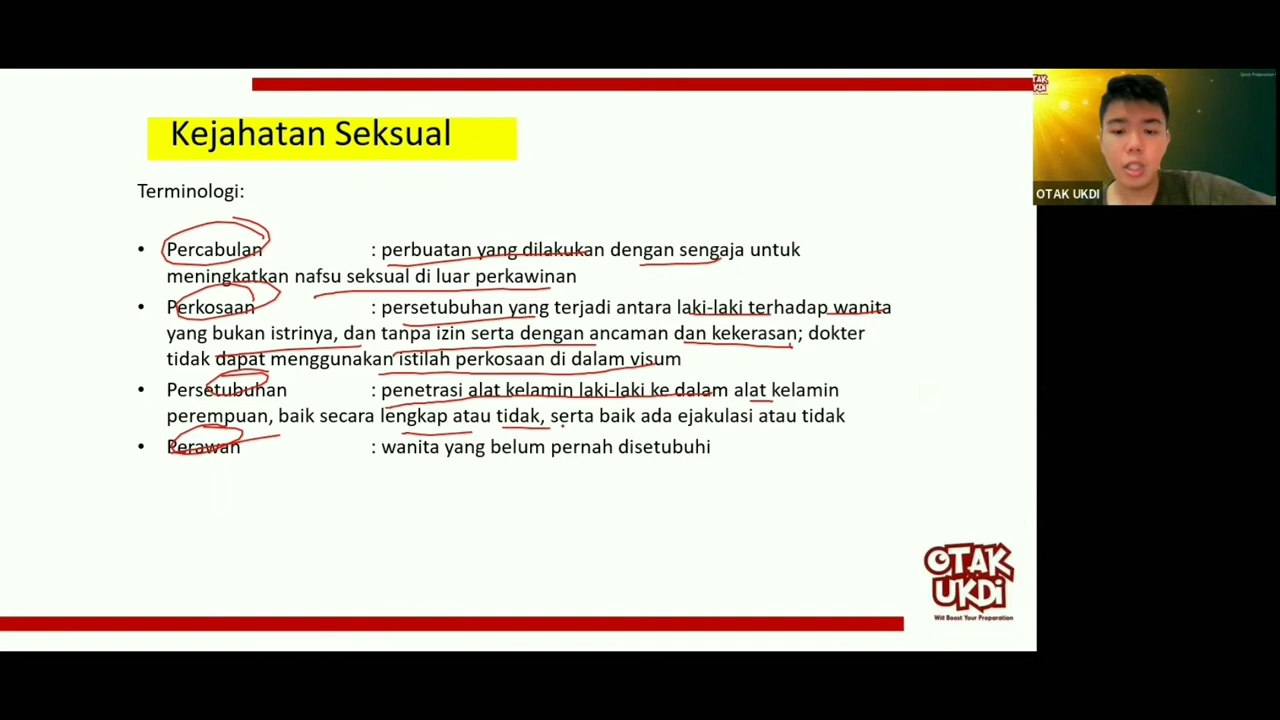 Kejahatan Seksual
Terminologi:
• Percabulan : perbuatan yang dilakukan dengan sengaja untuk
meningkatkan nafsu seksual di luar perkawinan
• Perkosaan : persetubuhan yang terjadi antara laki-laki terhadap wanita
yang bukan istrinya, dan tanpa izin serta dengan ancaman dan kekerasan; dokter
tidak dapat menggunakan istilah perkosaan di dalam visum
• Persetubuhan : penetrasi alat kelamin laki-laki ke dalam alat kelamin
perempuan, baik secara lengkap atau tidak, serta baik ada ejakulasi atau tidak
• Perawan : wanita yang belum pernah disetubuhi
OTAK
UKDI
Quick Preparation
OTAK UKDI
OTAK
UKDi
Will Boost Your Preparation